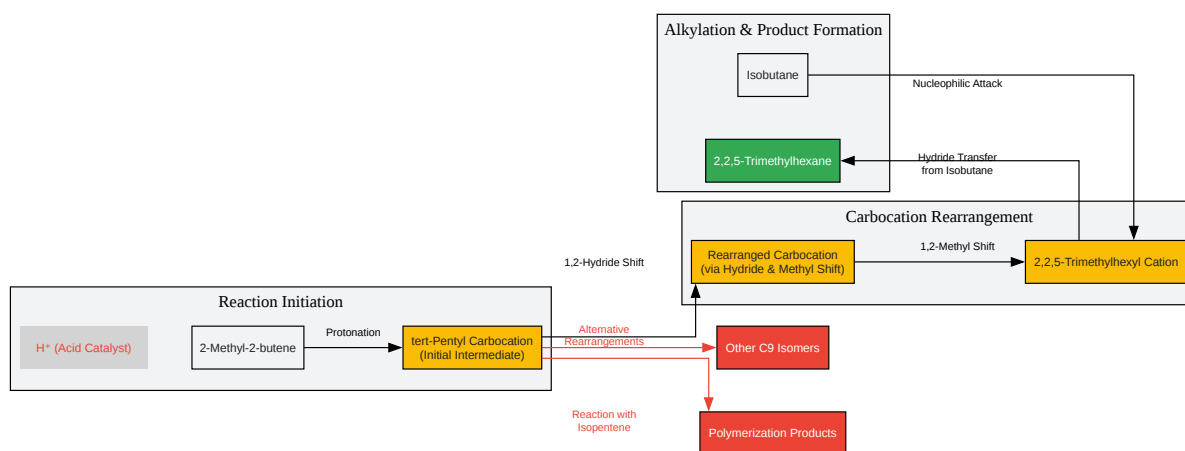 Alkylation & Product Formation
Isobutane
Nucleophilic Attack
2,2,5-Trimethylhexane
Hydride Transfer
from Isobutane
Carbocation Rearrangement
1,2-Hydride Shift
Rearranged Carbocation
(via Hydride & Methyl Shift)
1,2-Methyl Shift
2,2,5-Trimethylhexyl Cation
Reaction Initiation
H⁺ (Acid Catalyst)
2-Methyl-2-butene
Protonation
tert-Pentyl Carbocation
(Initial Intermediate)
Alternative
Rearrangements
Other C9 Isomers
Reaction with
Isopentene
Polymerization Products